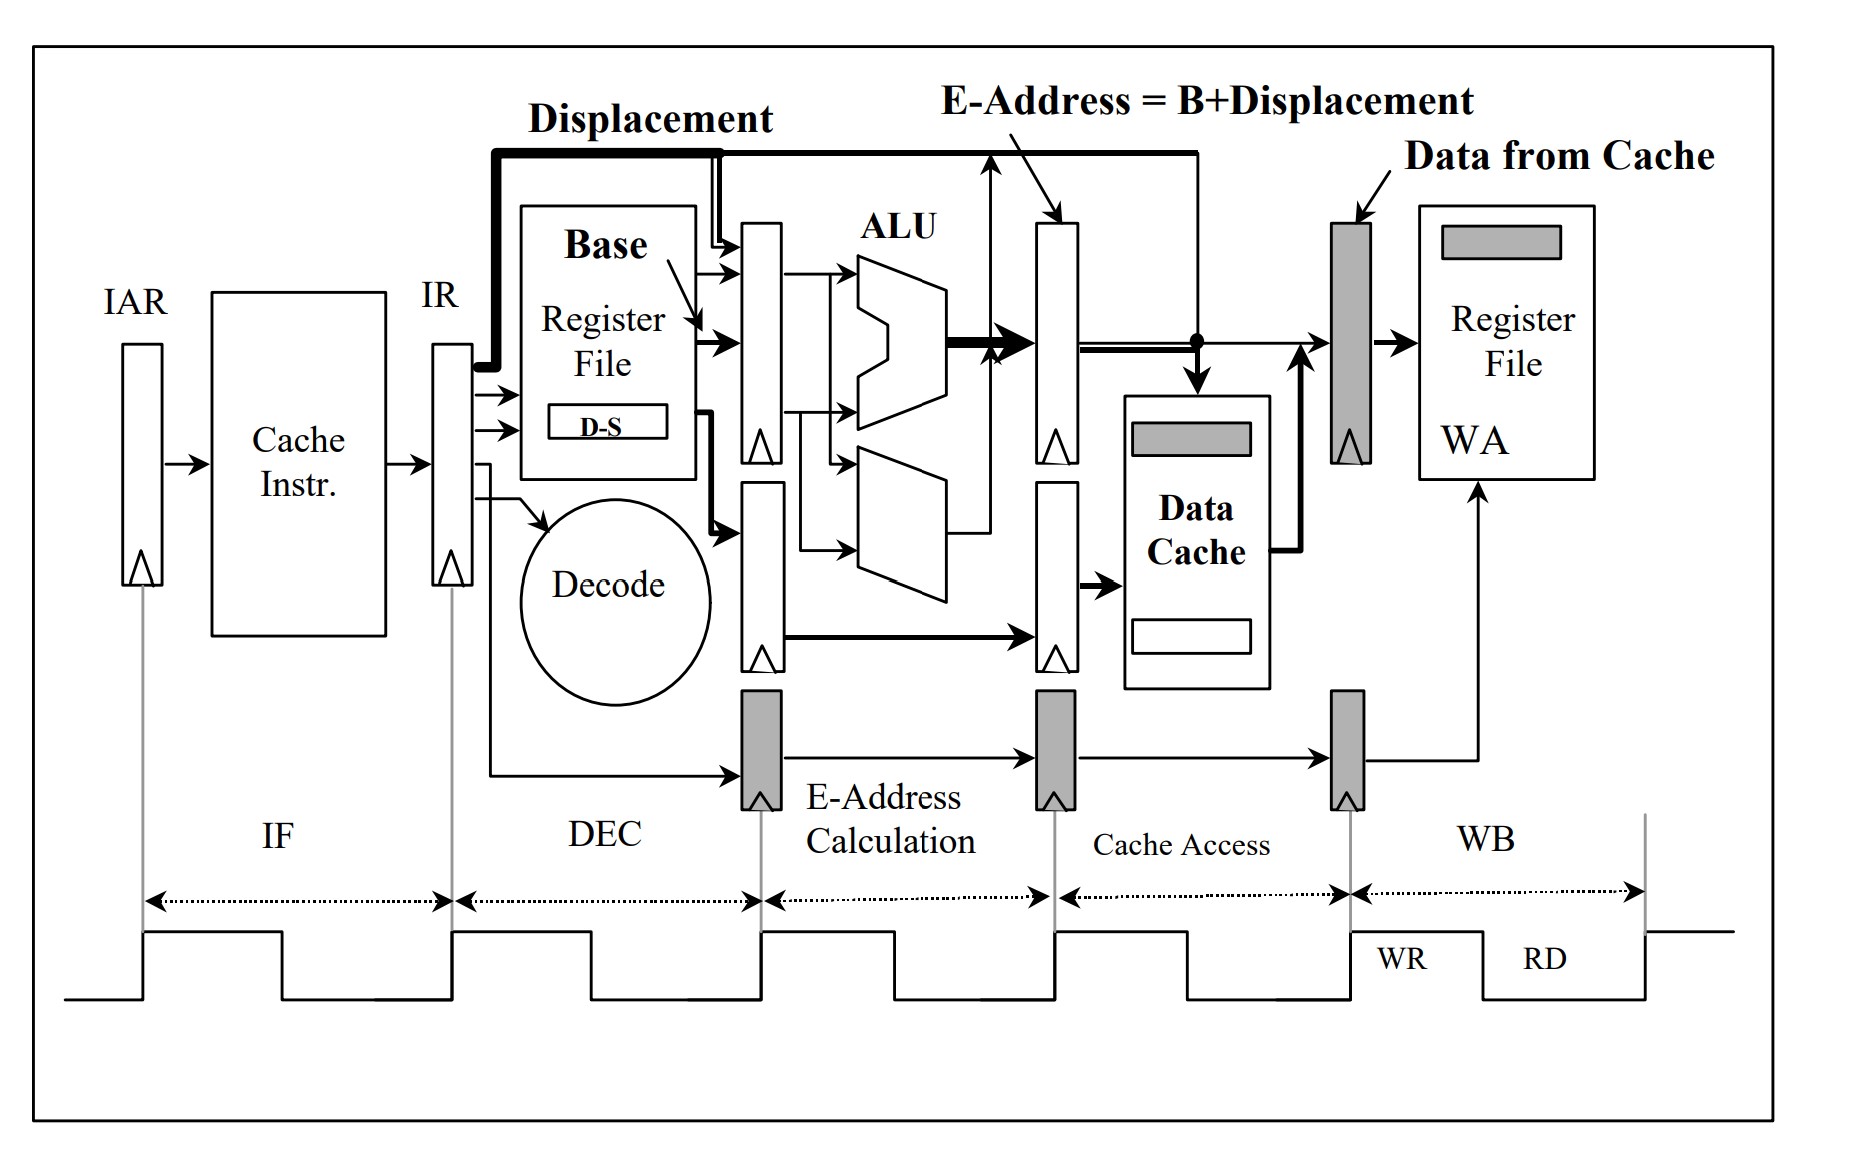 E-Address = B+Displacement
Displacement
Data from Cache
ALU
Base
IAR
IR
Register
File
Register
File
D-S
WA
Cache
Instr.
Data
Cache
Decode
E-Address
Calculation
IF
DEC
Cache Access
WB
WR
RD